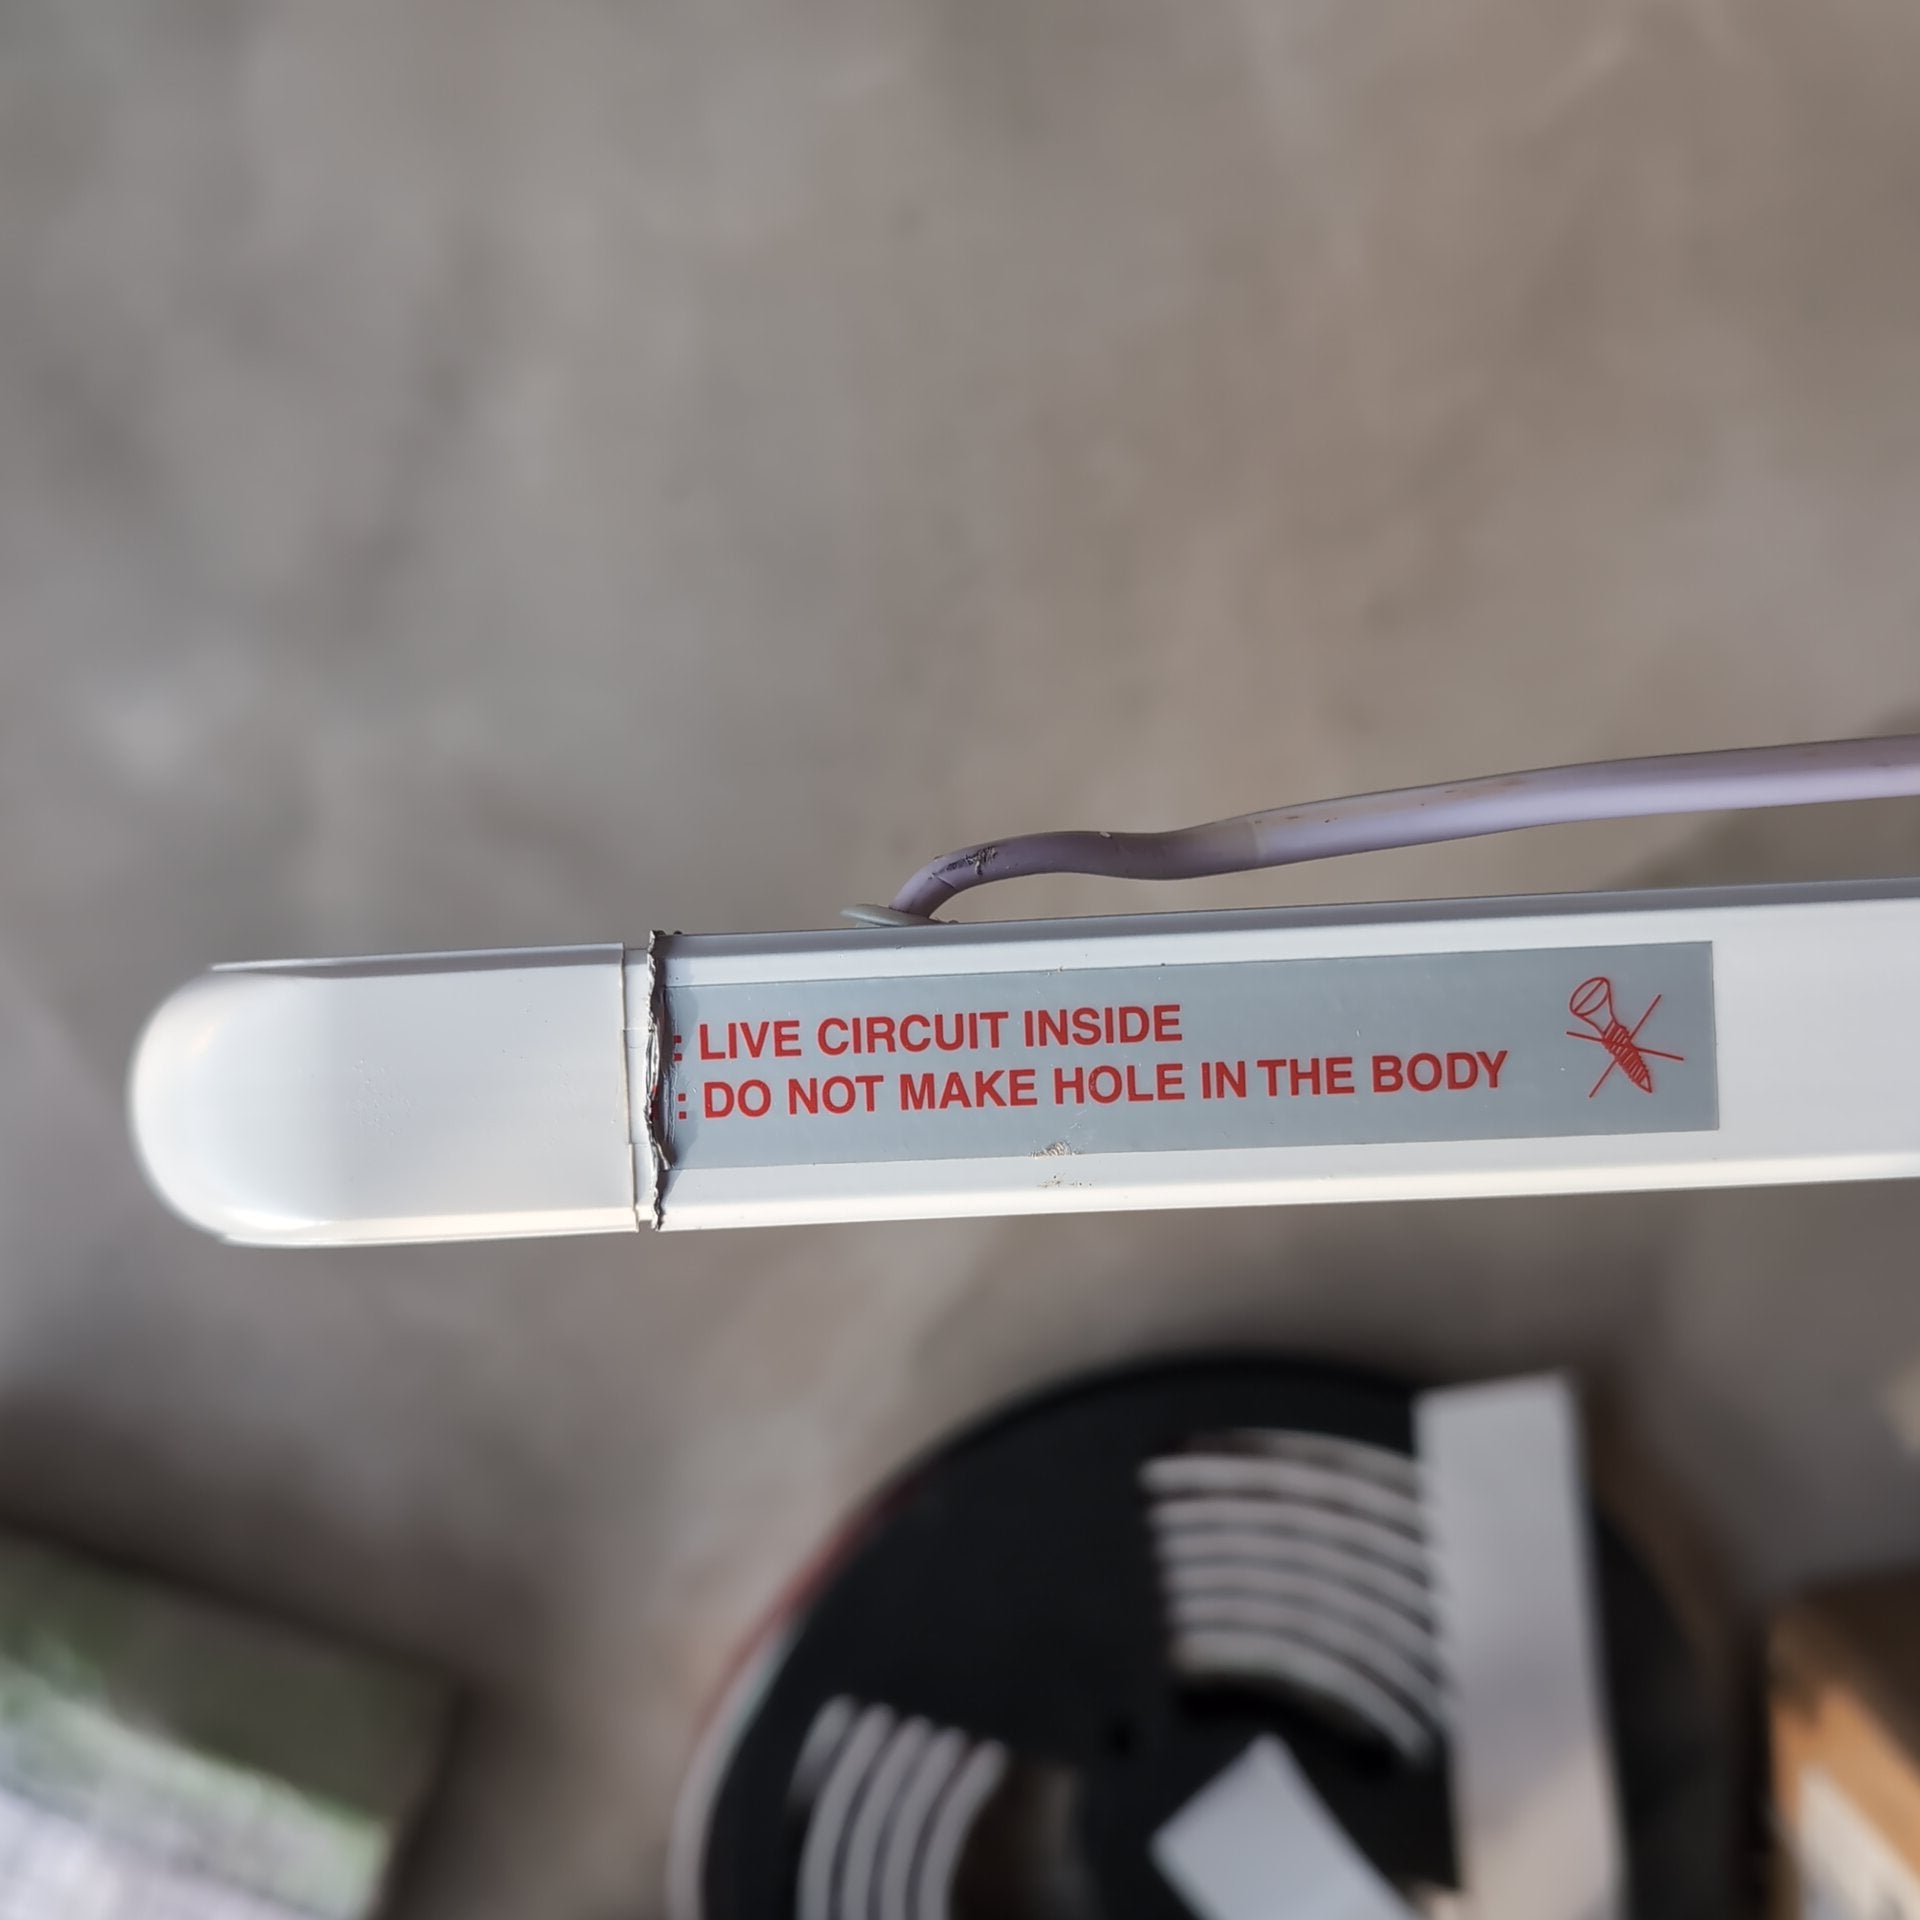 : LIVE CIRCUIT INSIDE
: DO NOT MAKE HOLE IN THE BODY